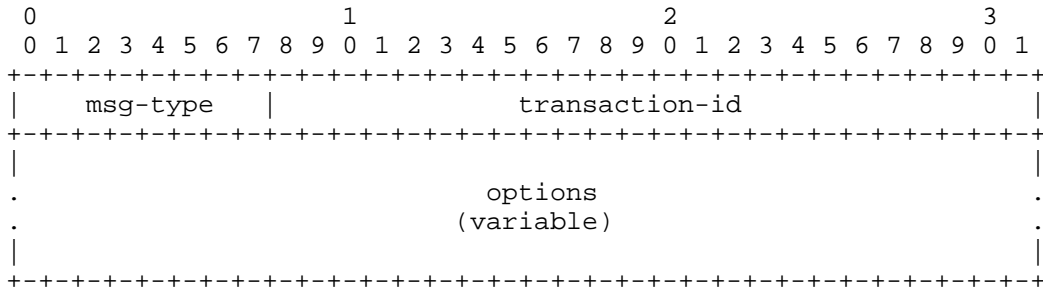 0                   1                   2                   3
 0 1 2 3 4 5 6 7 8 9 0 1 2 3 4 5 6 7 8 9 0 1 2 3 4 5 6 7 8 9 0 1
+-+-+-+-+-+-+-+-+-+-+-+-+-+-+-+-+-+-+-+-+-+-+-+-+-+-+-+-+-+-+-+-+
|    msg-type   |               transaction-id                  |
+-+-+-+-+-+-+-+-+-+-+-+-+-+-+-+-+-+-+-+-+-+-+-+-+-+-+-+-+-+-+-+-+
|                                                               |
.                            options                            .
.                           (variable)                          .
|                                                               |
+-+-+-+-+-+-+-+-+-+-+-+-+-+-+-+-+-+-+-+-+-+-+-+-+-+-+-+-+-+-+-+-+